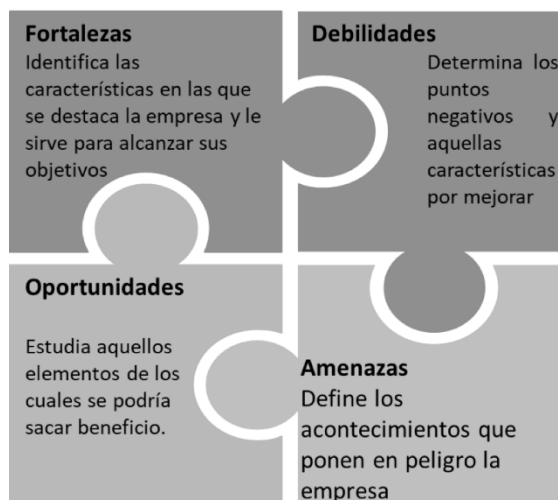 Fortalezas
Identifica las
características en las que
se destaca la empresa y le
sirve para alcanzar sus
objetivos
Debilidades
Determina los
puntos
negativos y
aquellas
características
por mejorar
Oportunidades
Estudia aquellos
elementos de los
cuales se podría
sacar beneficio.
Amenazas
Define los
acontecimientos que
ponen en peligro la
empresa